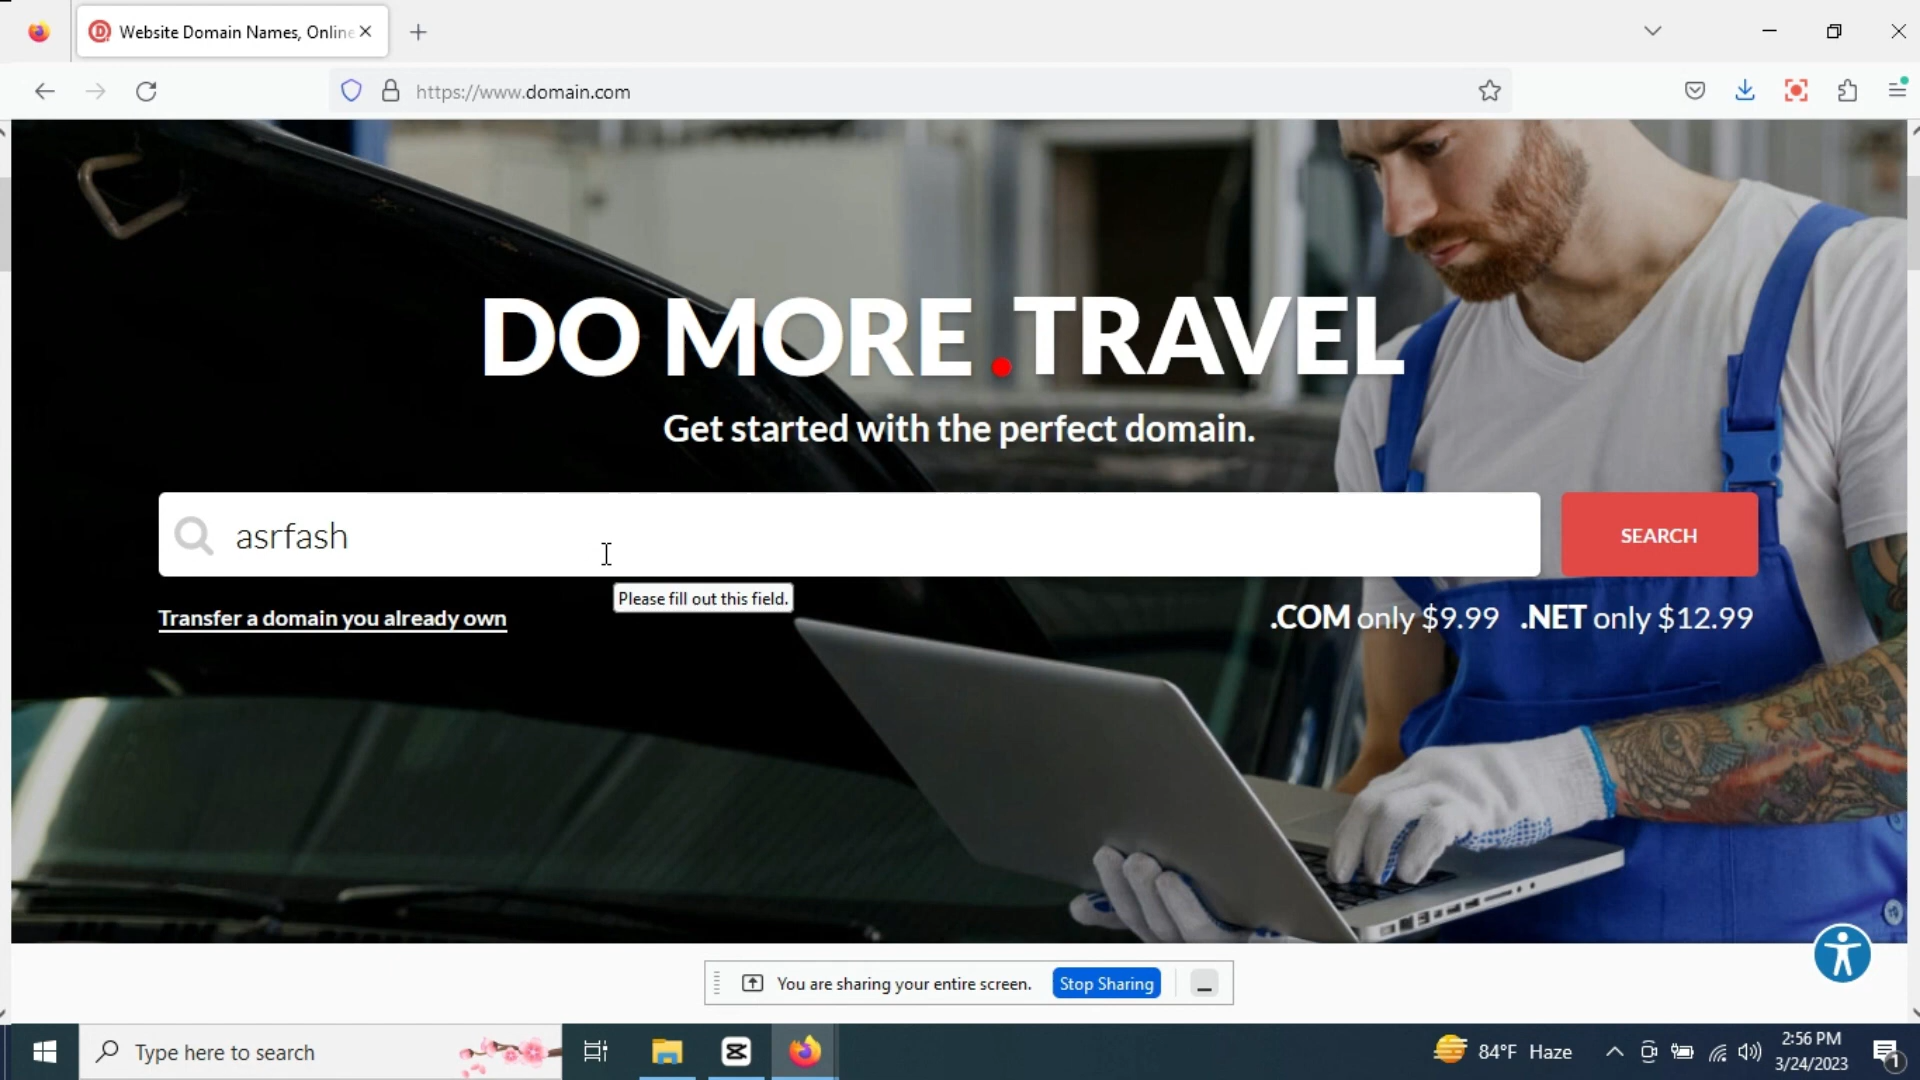 Website Domain Names, Online
https://www.domain.com
DO MORE .TRAVEL
Get started with the perfect domain.
asrfash
SEARCH
Please fill out this field.
Transfer a domain you already own
.COM only $9.99 .NET only $12.99
You are sharing your entire screen.
Stop Sharing
Type here to search
84°F Haze
2:56 PM
3/24/2023
1